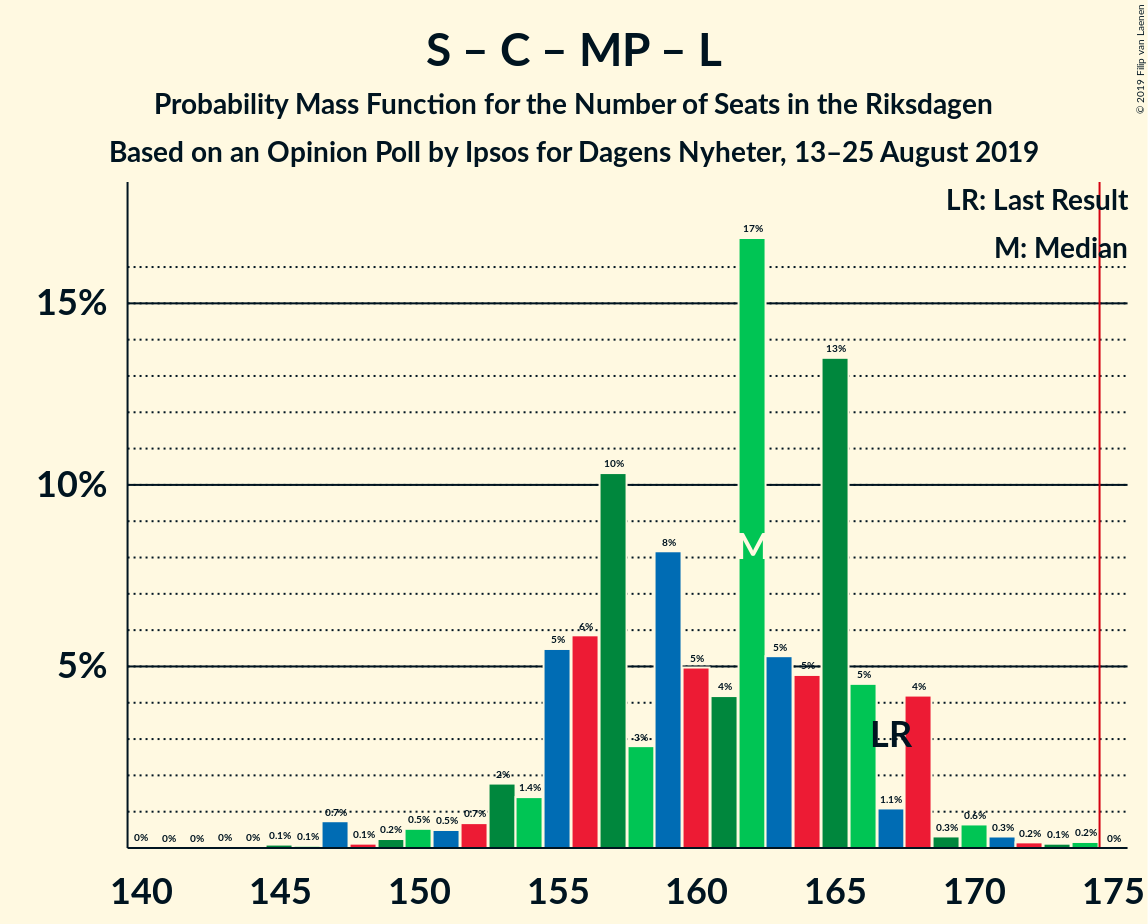 S – C – MP – L
Probability Mass Function for the Number of Seats in the Riksdagen
Based on an Opinion Poll by Ipsos for Dagens Nyheter, 13–25 August 2019
© 2019 Filip van Laenen
LR: Last Result
M: Median
15%
10%
5%
0% 0% 0% 0% 0% 0.1% 0.1% 0.7% 0.1% 0.2% 0.5% 0.5% 0.7% 2% 1.4% 5% 6% 10% 3% 8% 5% 4% 17% 5% 5% 13% 5% 1.1% 4% 0.3% 0.6% 0.3% 0.2% 0.1% 0.2% 0%
M
LR
140 145 150 155 160 165 170 175